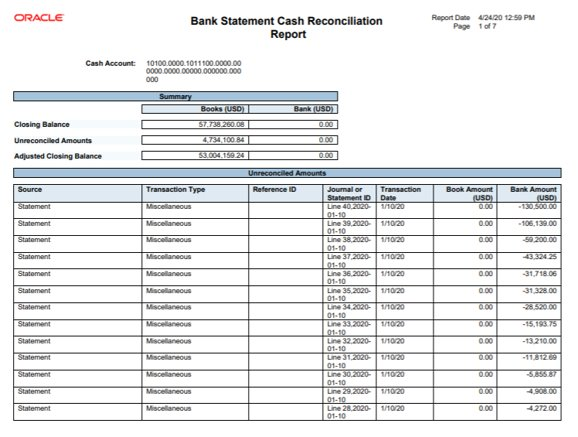 ORACLE
Bank Statement Cash Reconciliation
Report
Report Date 4/24/20 12:59 PM
Page 1 of 7
Cash Account: 10100.0000.1011100.0000.00
0000.0000.00000.000000.000
000
Summary
Books (USD) Bank (USD)
Closing Balance 57,738,260.08 0.00
Unreconciled Amounts 4,734,100.84 0.00
Adjusted Closing Balance 53,004,159.24 0.00
Unreconciled Amounts
Source Transaction Type Reference ID Journal or Transaction Book Amount Bank Amount
Statement ID Date (USD) (USD)
Statement Miscellaneous Line 40,2020- 1/10/20 0.00 -130,500.00
01-10
Statement Miscellaneous Line 39,2020- 1/10/20 0.00 -106,139.00
01-10
Statement Miscellaneous Line 38,2020- 1/10/20 0.00 -59,200.00
01-10
Statement Miscellaneous Line 37,2020- 1/10/20 0.00 -43,324.25
01-10
Statement Miscellaneous Line 36,2020- 1/10/20 0.00 -31,718.06
01-10
Statement Miscellaneous Line 35,2020- 1/10/20 0.00 -31,328.00
01-10
Statement Miscellaneous Line 34,2020- 1/10/20 0.00 -28,520.00
01-10
Statement Miscellaneous Line 33,2020- 1/10/20 0.00 -15,193.75
01-10
Statement Miscellaneous Line 32,2020- 1/10/20 0.00 -13,210.00
01-10
Statement Miscellaneous Line 31,2020- 1/10/20 0.00 -11,812.69
01-10
Statement Miscellaneous Line 30,2020- 1/10/20 0.00 -5,855.87
01-10
Statement Miscellaneous Line 29,2020- 1/10/20 0.00 -4,908.00
01-10
Statement Miscellaneous Line 28,2020- 1/10/20 0.00 -4,272.00
01-10